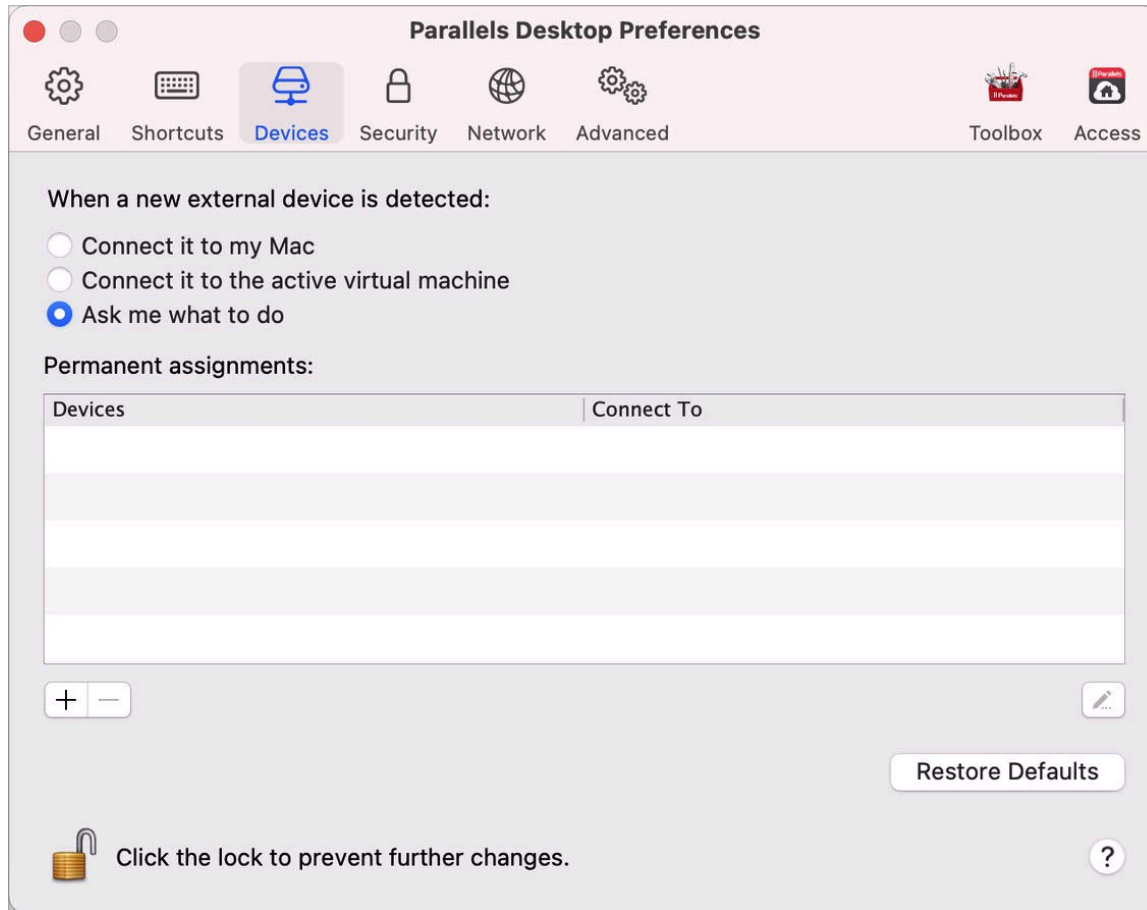 Parallels Desktop Preferences
General Shortcuts Devices Security Network Advanced Toolbox Access
When a new external device is detected:
Connect it to my Mac
Connect it to the active virtual machine
Ask me what to do
Permanent assignments:
Devices Connect To
Restore Defaults
Click the lock to prevent further changes.
?